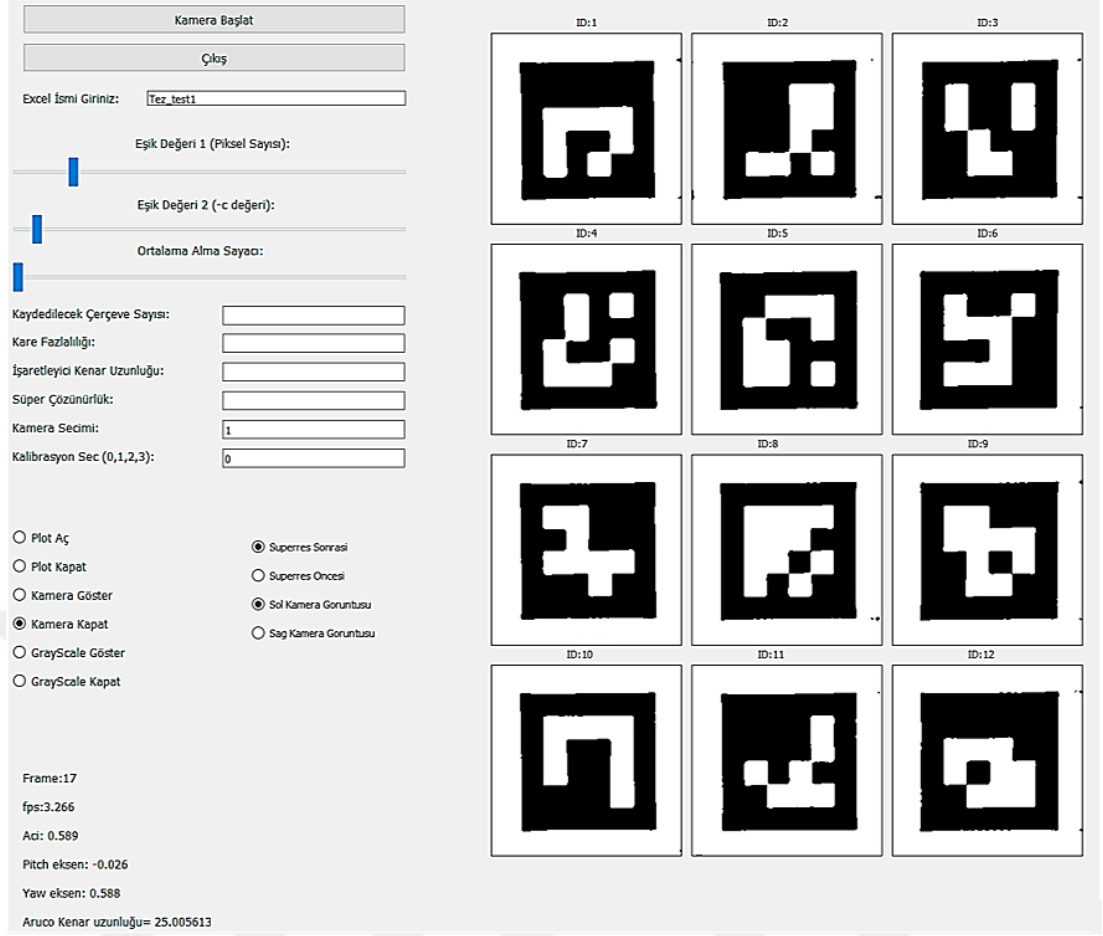 Kamera Başlat
Çıkış
Excel İsmi Giriniz: Tez_test1
Eşik Değeri 1 (Piksel Sayısı):
Eşik Değeri 2 (-c değeri):
Ortalama Alma Sayacı:
Kaydedilecek Çerçeve Sayısı:
Kare Fazlalılığı:
İşaretleyici Kenar Uzunluğu:
Süper Çözünürlük:
Kamera Secimi: 1
Kalibrasyon Sec (0,1,2,3): 0
Plot Aç
Plot Kapat
Kamera Göster
Kamera Kapat
GrayScale Göster
GrayScale Kapat
Superres Sonrasi
Superres Oncesi
Sol Kamera Goruntusu
Sag Kamera Goruntusu
Frame:17
fps:3.266
Aci: 0.589
Pitch eksen: -0.026
Yaw eksen: 0.588
Aruco Kenar uzunluğu= 25.005613
ID:1 ID:2 ID:3
ID:4 ID:5 ID:6
ID:7 ID:8 ID:9
ID:10 ID:11 ID:12